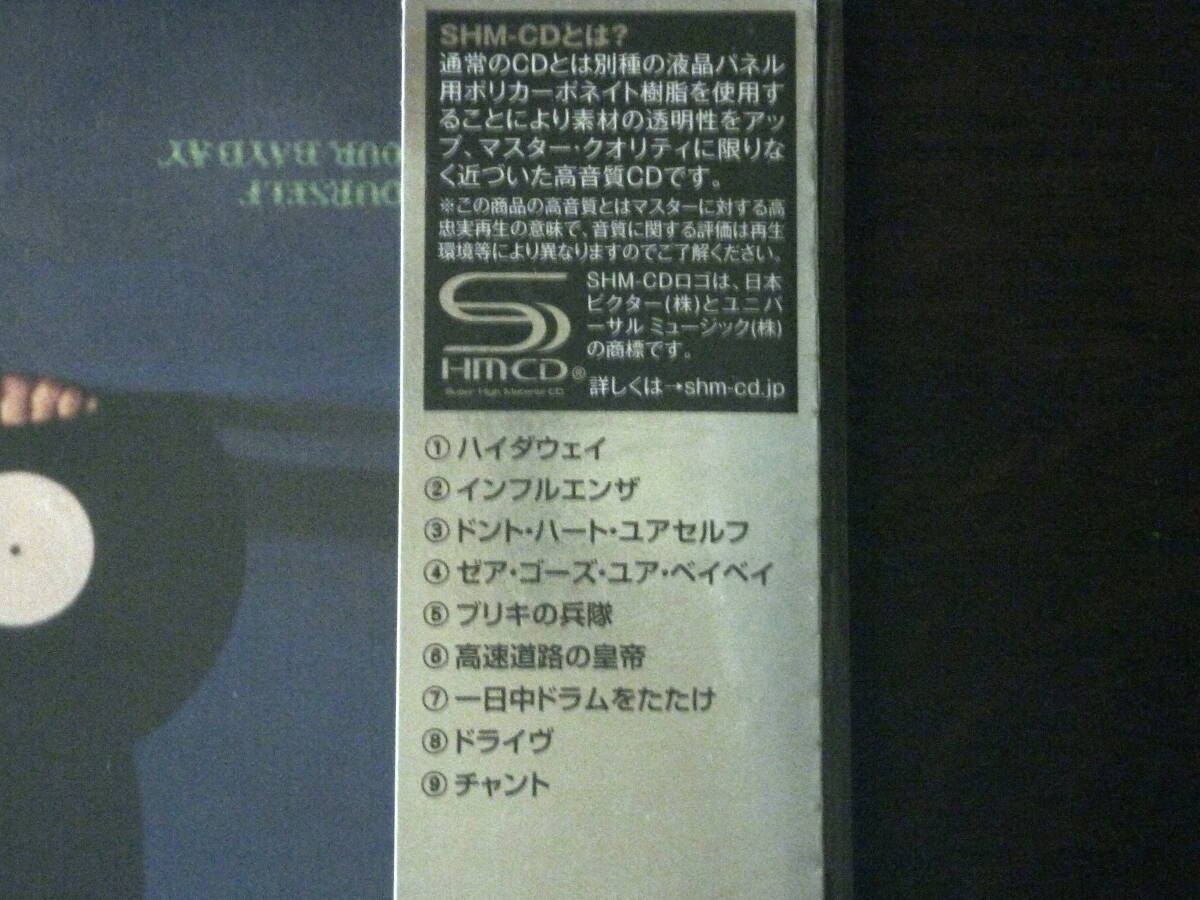 SHM-CDとは?
通常のCDとは別種の液晶パネル
用ポリカーボネイト樹脂を使用す
ることにより素材の透明性をアッ
プ、マスター・クオリティに限りな
く近づいた高音質CDです。
※この商品の高音質とはマスターに対する高
忠実再生の意味で、音質に関する評価は再生
環境等により異なりますのでご了解ください。
SHM-CDロゴは、日本
ビクター(株)とユニバ
ーサル ミュージック(株)
の商標です。
詳しくは→shm-cd.jp
HM-CD®
Super High Material CD
①ハイダウェイ
②インフルエンザ
③ドント・ハート・ユアセルフ
④ゼア・ゴーズ・ユア・ベイベイ
⑤ブリキの兵隊
⑥高速道路の皇帝
⑦一日中ドラムをたたけ
⑧ドライヴ
⑨チャント
OURSELF
OUR BAYBAY